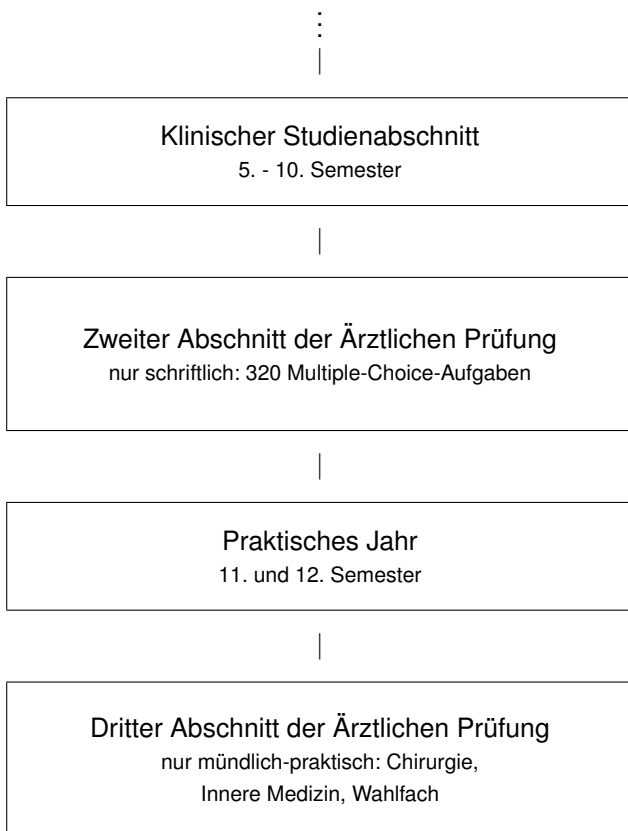 Klinischer Studienabschnitt
5. - 10. Semester
Zweiter Abschnitt der Ärztlichen Prüfung
nur schriftlich: 320 Multiple-Choice-Aufgaben
Praktisches Jahr
11. und 12. Semester
Dritter Abschnitt der Ärztlichen Prüfung
nur mündlich-praktisch: Chirurgie,
Innere Medizin, Wahlfach